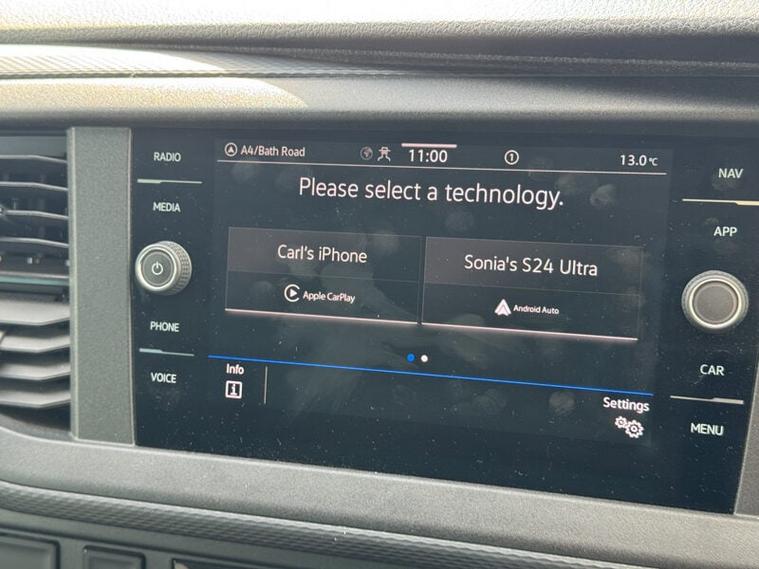 RADIO
MEDIA
PHONE
VOICE
A4/Bath Road
11:00
1
13.0°C
Please select a technology.
Carl's iPhone
Apple CarPlay
Sonia's S24 Ultra
Android Auto
Info
Settings
NAV
APP
CAR
MENU